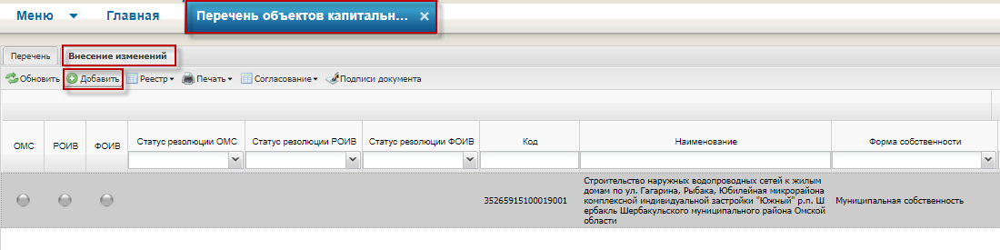 Меню Главная Перечень объектов капитальн...
Перечень Внесение изменений
Обновить Добавить Реестр Печать Согласование Подписи документа
ОМС РОИВ ФОИВ Статус резолюции ОМС Статус резолюции РОИВ Статус резолюции ФОИВ Код Наименование Форма собственности
Строительство наружных водопроводных сетей к жилым
домам по ул. Гагарина, Рыбака, Юбилейная микрорайона
35265915100019001 комплексной индивидуальной застройки "Южный" р.п. Ш Муниципальная собственность
ербакль Шербакульского муниципального района Омской
области